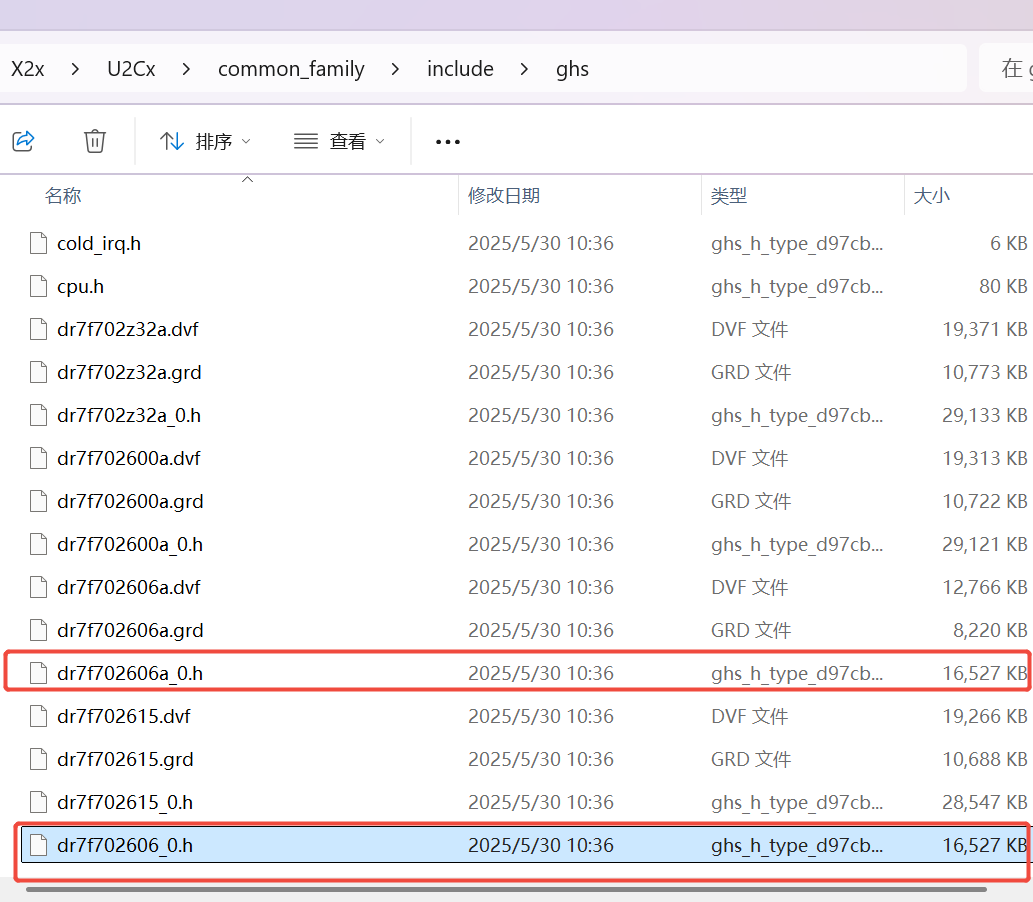 X2x > U2Cx > common_family > include > ghs 在 g
排序 查看 ...
名称 修改日期 类型 大小
cold_irq.h 2025/5/30 10:36 ghs_h_type_d97cb... 6 KB
cpu.h 2025/5/30 10:36 ghs_h_type_d97cb... 80 KB
dr7f702z32a.dvf 2025/5/30 10:36 DVF 文件 19,371 KB
dr7f702z32a.grd 2025/5/30 10:36 GRD 文件 10,773 KB
dr7f702z32a_0.h 2025/5/30 10:36 ghs_h_type_d97cb... 29,133 KB
dr7f702600a.dvf 2025/5/30 10:36 DVF 文件 19,313 KB
dr7f702600a.grd 2025/5/30 10:36 GRD 文件 10,722 KB
dr7f702600a_0.h 2025/5/30 10:36 ghs_h_type_d97cb... 29,121 KB
dr7f702606a.dvf 2025/5/30 10:36 DVF 文件 12,766 KB
dr7f702606a.grd 2025/5/30 10:36 GRD 文件 8,220 KB
dr7f702606a_0.h 2025/5/30 10:36 ghs_h_type_d97cb... 16,527 KB
dr7f702615.dvf 2025/5/30 10:36 DVF 文件 19,266 KB
dr7f702615.grd 2025/5/30 10:36 GRD 文件 10,688 KB
dr7f702615_0.h 2025/5/30 10:36 ghs_h_type_d97cb... 28,547 KB
dr7f702606_0.h 2025/5/30 10:36 ghs_h_type_d97cb... 16,527 KB